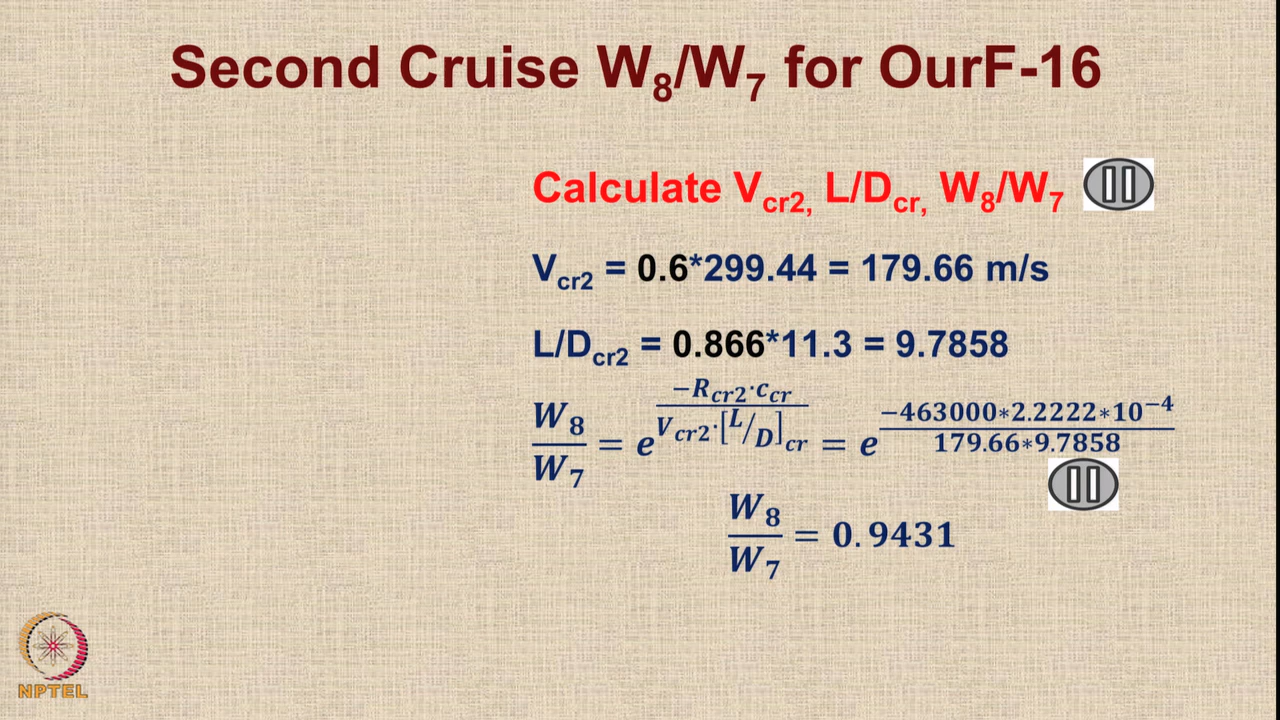 Second Cruise W₈/W₇ for OurF-16
Calculate V_cr2, L/D_cr, W₈/W₇
V_cr2 = 0.6*299.44 = 179.66 m/s
L/D_cr2 = 0.866*11.3 = 9.7858
W₈/W₇ = e^(−R_cr2·c_cr / V_cr2·[L/D]_cr) = e^(−463000∗2.2222∗10⁻⁴ / 179.66∗9.7858)
W₈/W₇ = 0.9431
NPTEL